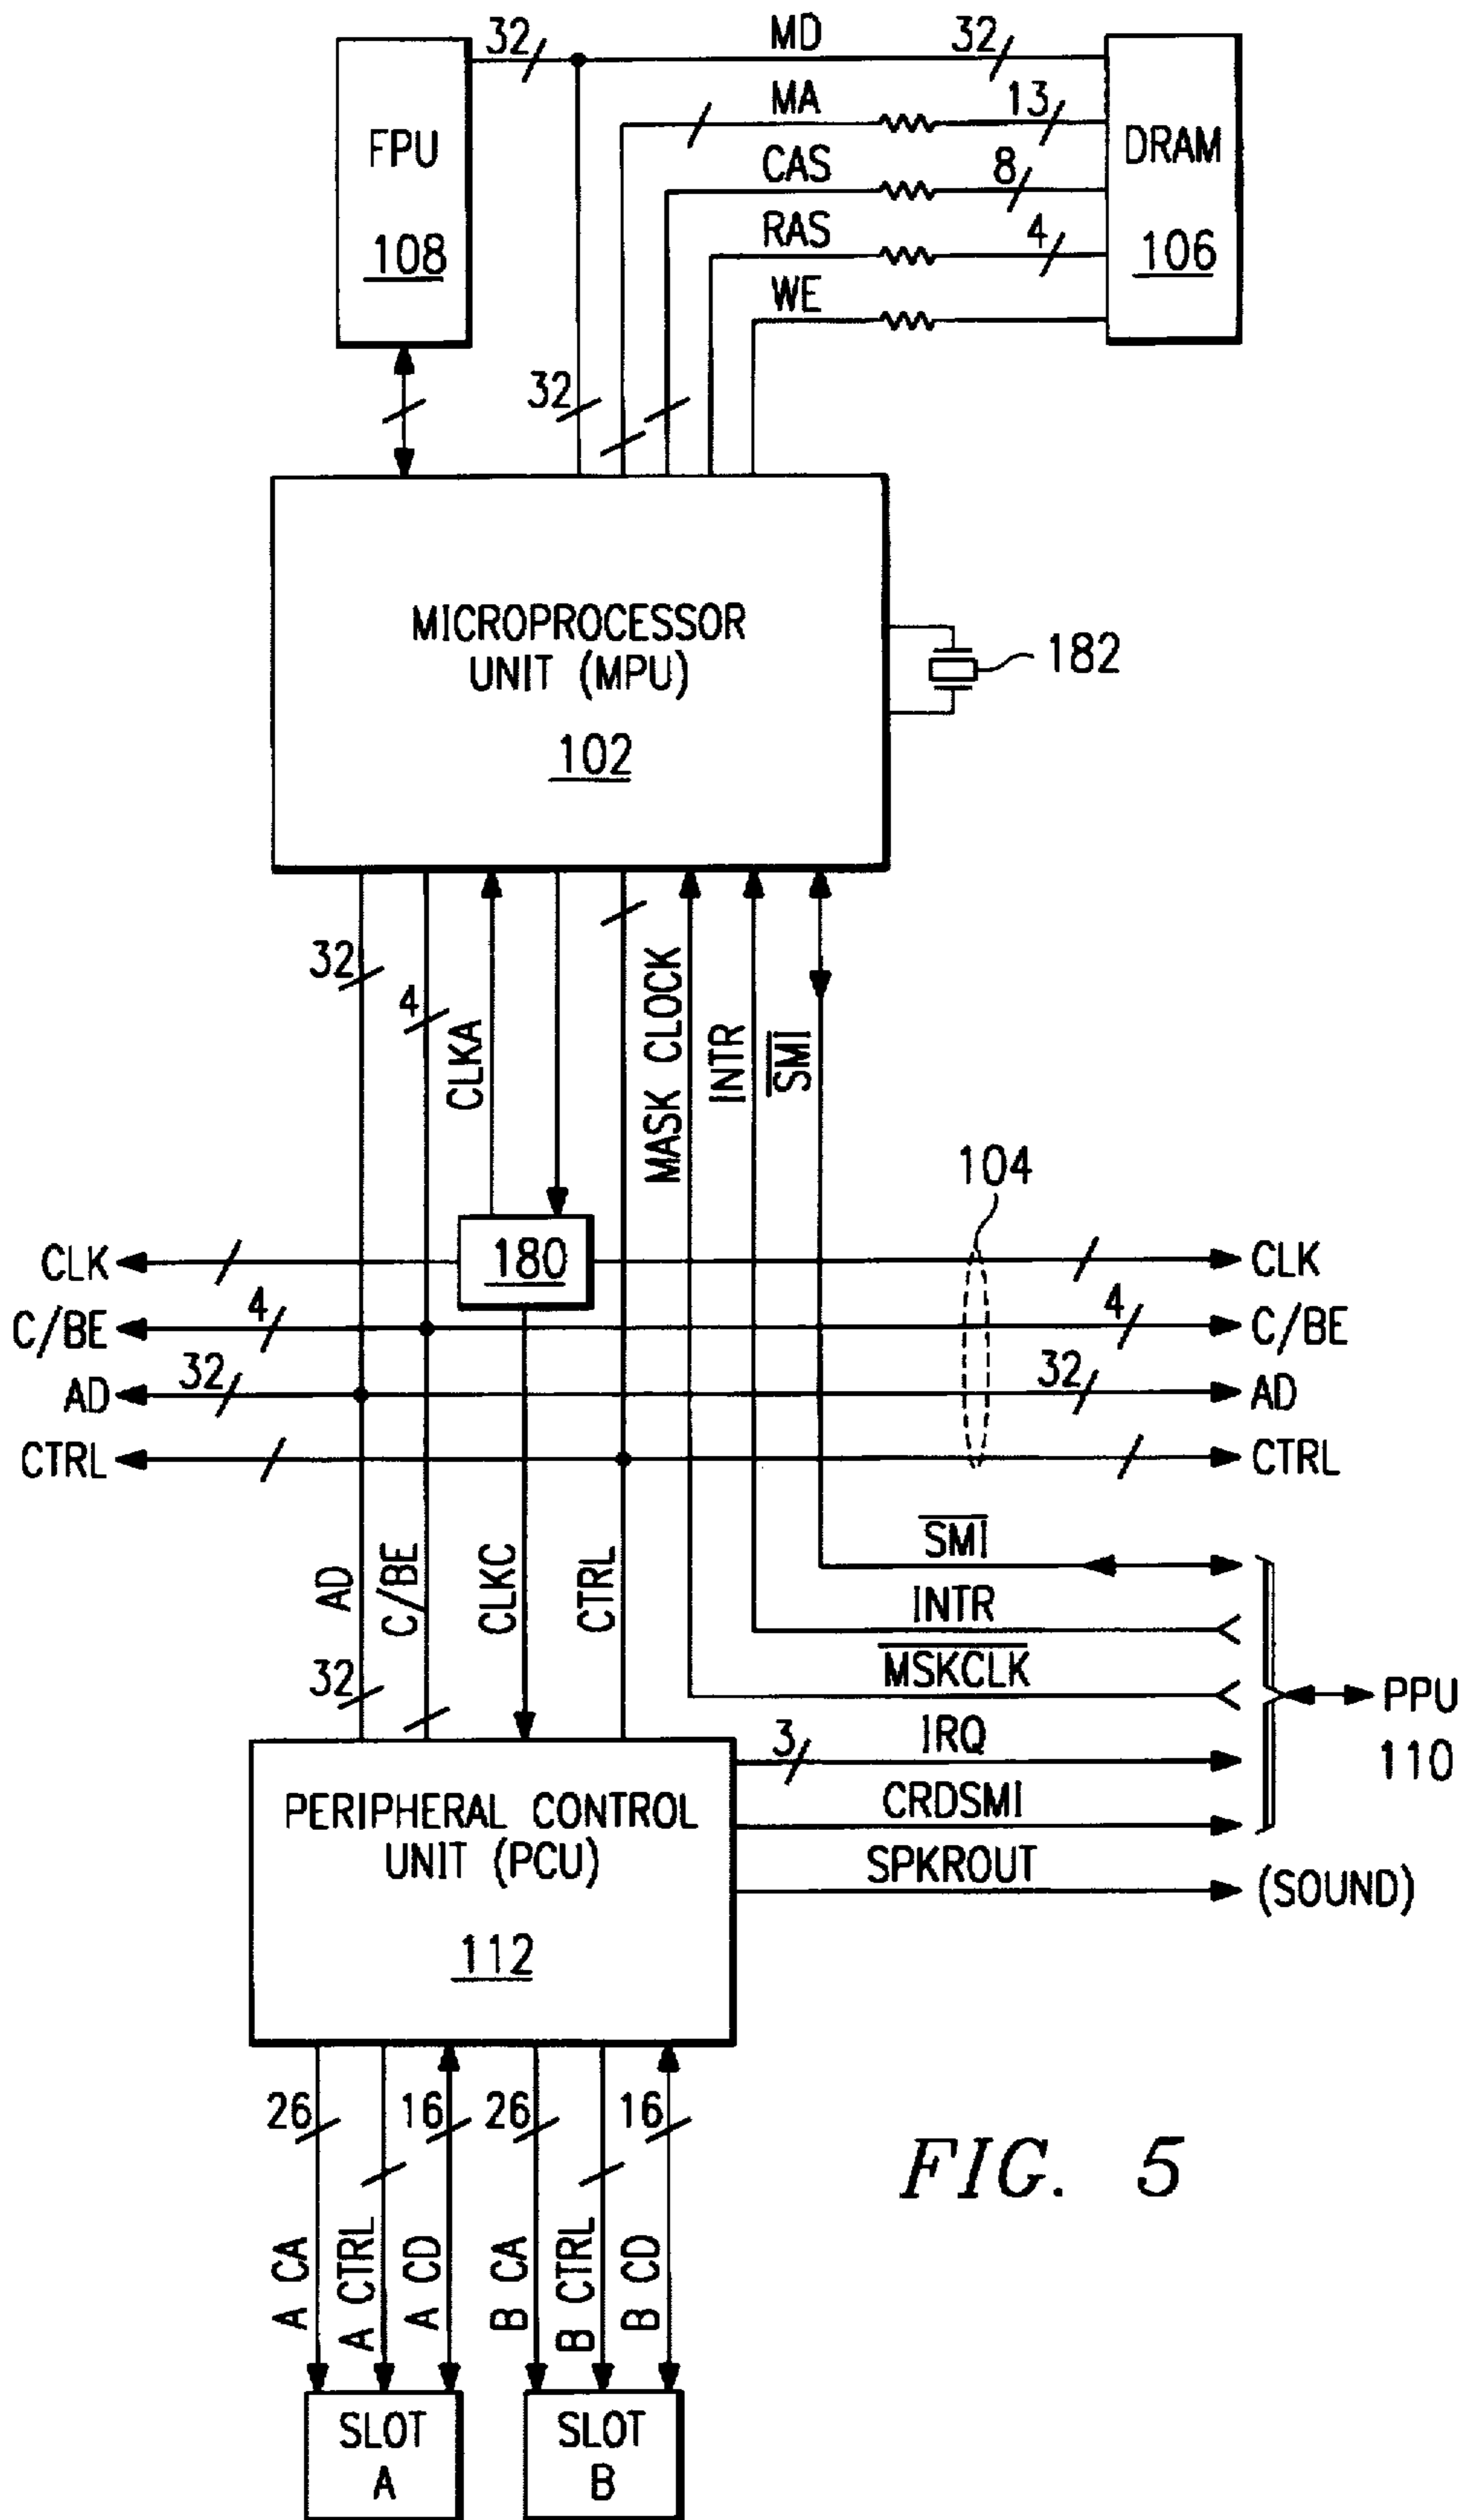 32
MD
32
MA
13
FPU
CAS
8
DRAM
108
RAS
4
106
WE
32
MICROPROCESSOR
UNIT (MPU)
182
102
32
4
CLKA
MASK CLOCK
INTR
SMI
104
CLK
180
CLK
C/BE
4
4
C/BE
AD
32
32
AD
CTRL
CTRL
AD
C/BE
CLKC
CTRL
SMI
INTR
32
MSKCLK
PPU
110
3
IRQ
PERIPHERAL CONTROL
UNIT (PCU)
CRDSMI
SPKROUT
(SOUND)
112
26
16
26
16
FIG. 5
A CA
A CTRL
A CD
B CA
B CTRL
B CD
SLOT
A
SLOT
B